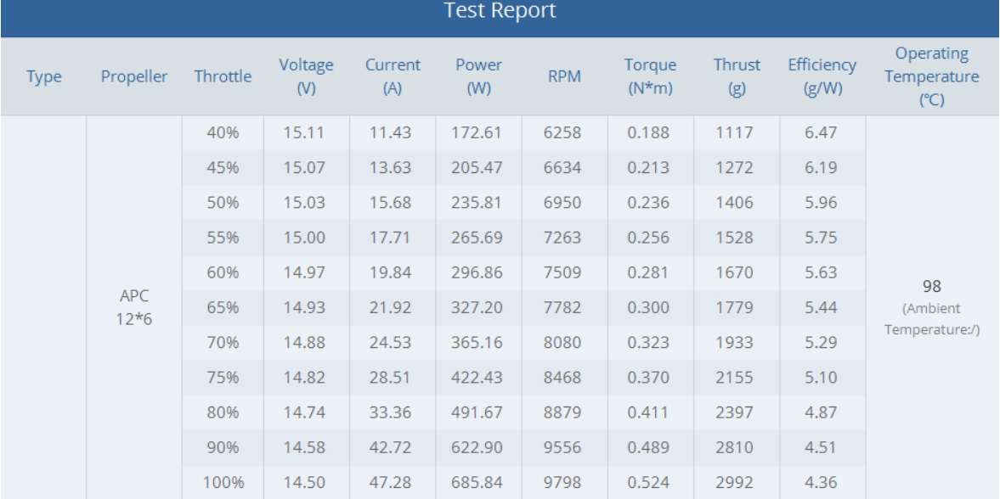 Test Report
Type Propeller Throttle Voltage (V) Current (A) Power (W) RPM Torque (N*m) Thrust (g) Efficiency (g/W) Operating Temperature (℃)
40% 15.11 11.43 172.61 6258 0.188 1117 6.47
45% 15.07 13.63 205.47 6634 0.213 1272 6.19
50% 15.03 15.68 235.81 6950 0.236 1406 5.96
55% 15.00 17.71 265.69 7263 0.256 1528 5.75
60% 14.97 19.84 296.86 7509 0.281 1670 5.63
APC
12*6
98
(Ambient
Temperature:/)
65% 14.93 21.92 327.20 7782 0.300 1779 5.44
70% 14.88 24.53 365.16 8080 0.323 1933 5.29
75% 14.82 28.51 422.43 8468 0.370 2155 5.10
80% 14.74 33.36 491.67 8879 0.411 2397 4.87
90% 14.58 42.72 622.90 9556 0.489 2810 4.51
100% 14.50 47.28 685.84 9798 0.524 2992 4.36